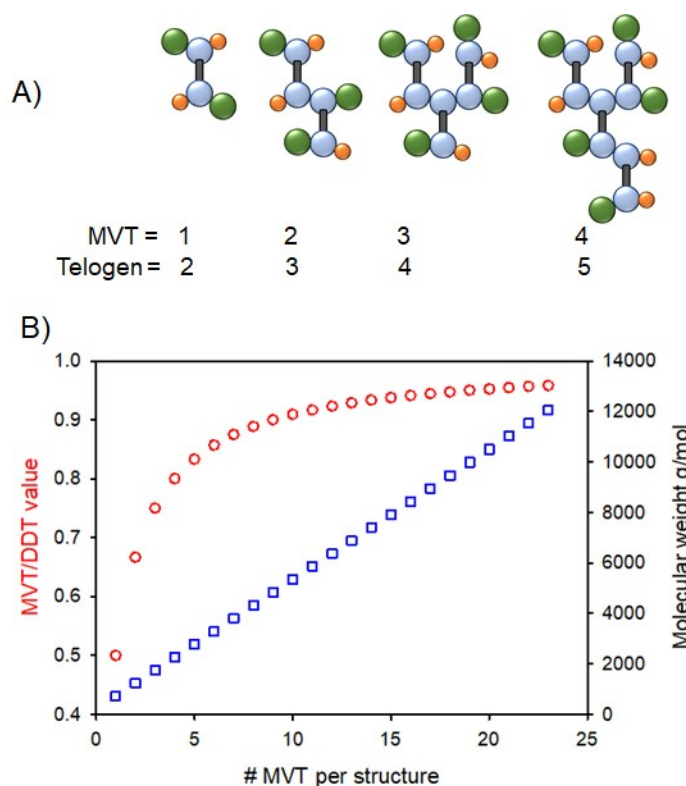 A)
MVT = 1 2 3 4
Telogen = 2 3 4 5
B)
MVT/DDT value
1.0
0.9
0.8
0.7
0.6
0.5
0.4
14000
12000
10000
8000
6000
4000
2000
0
Molecular weight g/mol
0 5 10 15 20 25
# MVT per structure